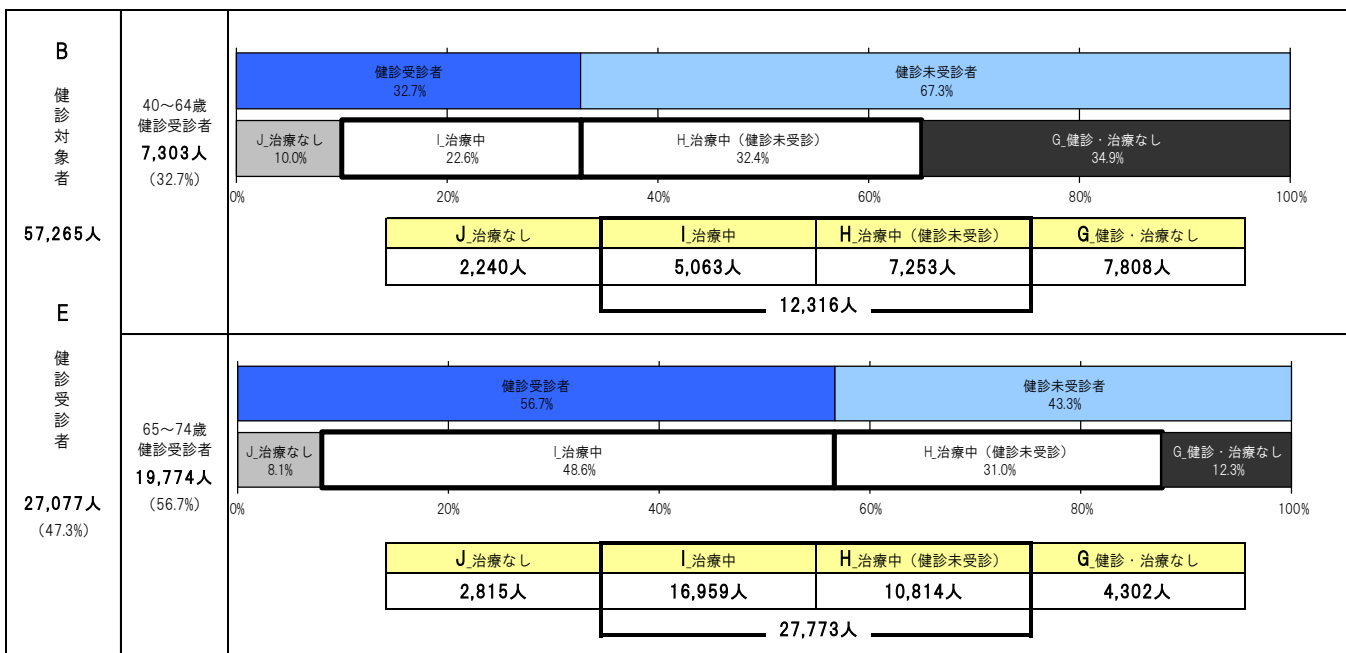 B
健診対象者
57,265人
E
健診受診者
27,077人
(47.3%)
40～64歳
健診受診者
7,303人
(32.7%)
健診受診者
32.7%
健診未受診者
67.3%
J_治療なし
10.0%
I_治療中
22.6%
H_治療中（健診未受診）
32.4%
G_健診・治療なし
34.9%
0% 20% 40% 60% 80% 100%
J_治療なし I_治療中 H_治療中（健診未受診） G_健診・治療なし
2,240人 5,063人 7,253人 7,808人
12,316人
65～74歳
健診受診者
19,774人
(56.7%)
健診受診者
56.7%
健診未受診者
43.3%
J_治療なし
8.1%
I_治療中
48.6%
H_治療中（健診未受診）
31.0%
G_健診・治療なし
12.3%
0% 20% 40% 60% 80% 100%
J_治療なし I_治療中 H_治療中（健診未受診） G_健診・治療なし
2,815人 16,959人 10,814人 4,302人
27,773人